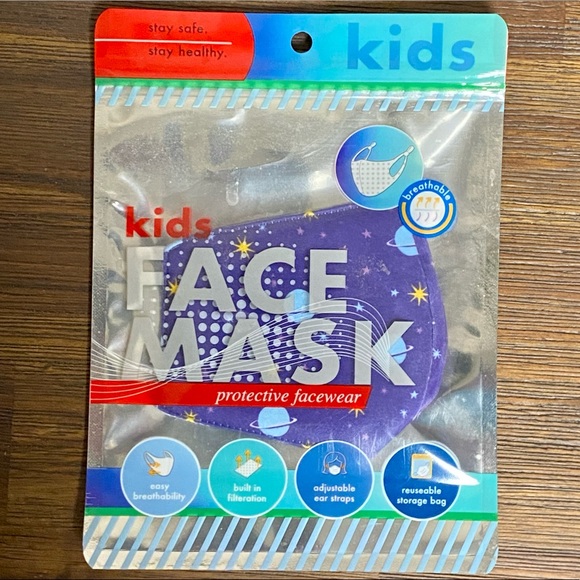 stay safe.
stay healthy.
kids
breathable
kids
FACE
MASK
protective facewear
easy
breathability
built in
filteration
adjustable
ear straps
reuseable
storage bag